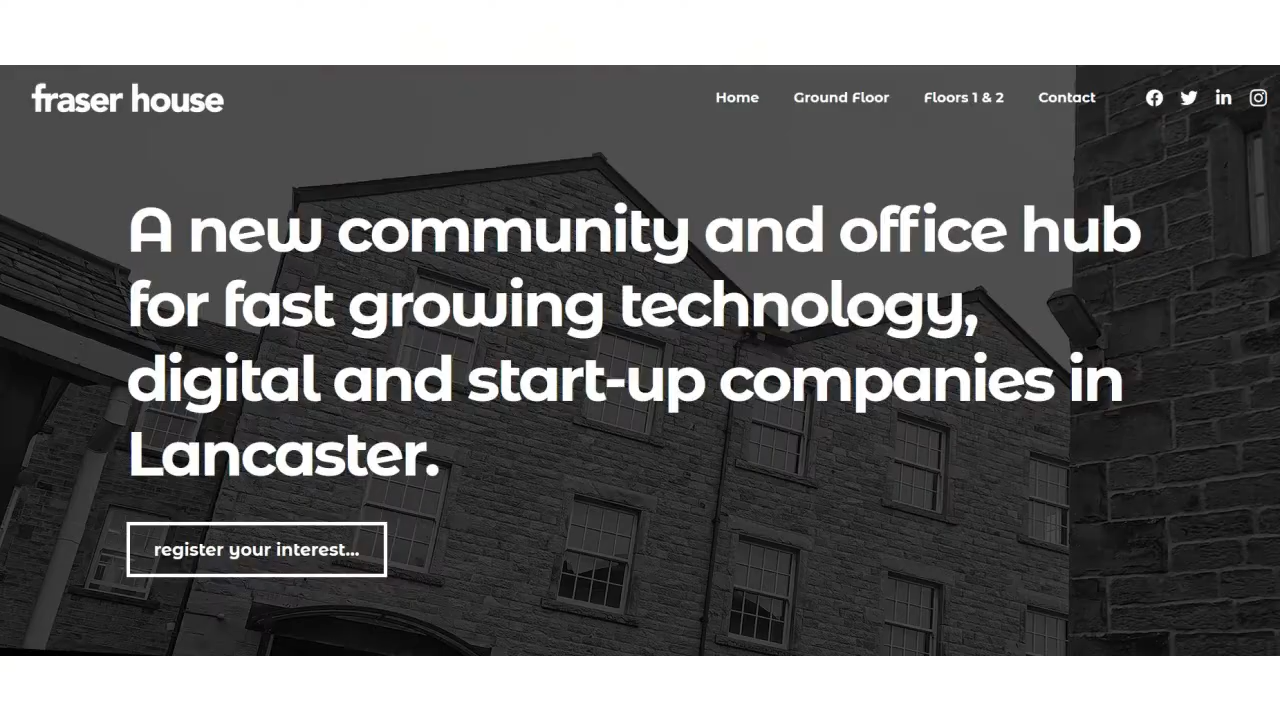 fraser house
Home Ground Floor Floors 1 & 2 Contact
A new community and office hub
for fast growing technology,
digital and start-up companies in
Lancaster.
register your interest...